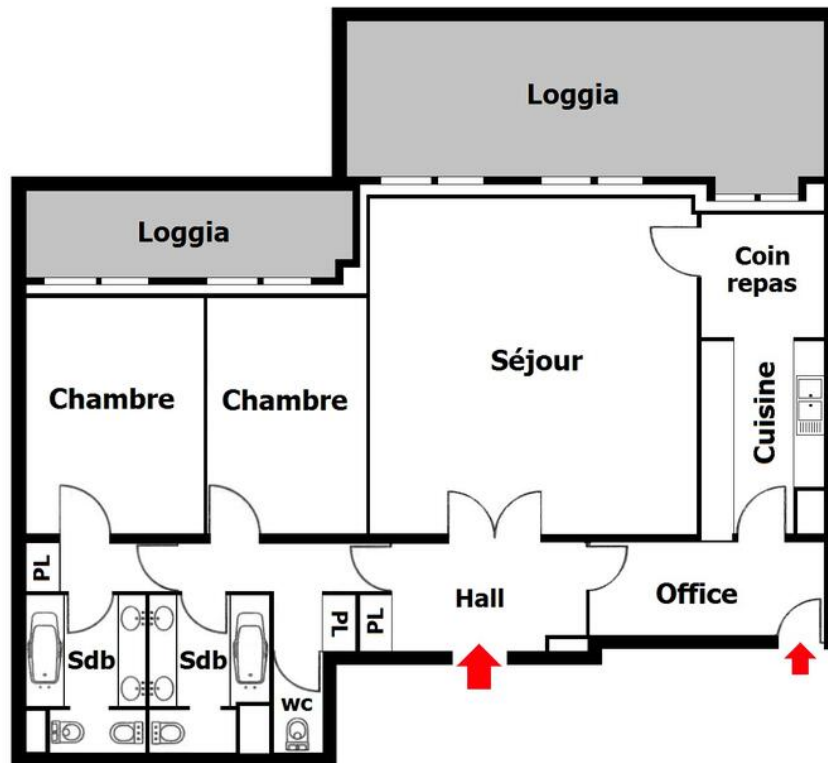 Loggia
Loggia
Coin
repas
Séjour
Chambre
Chambre
Cuisine
PL
Hall
Office
PL
PL
Sdb
Sdb
WC